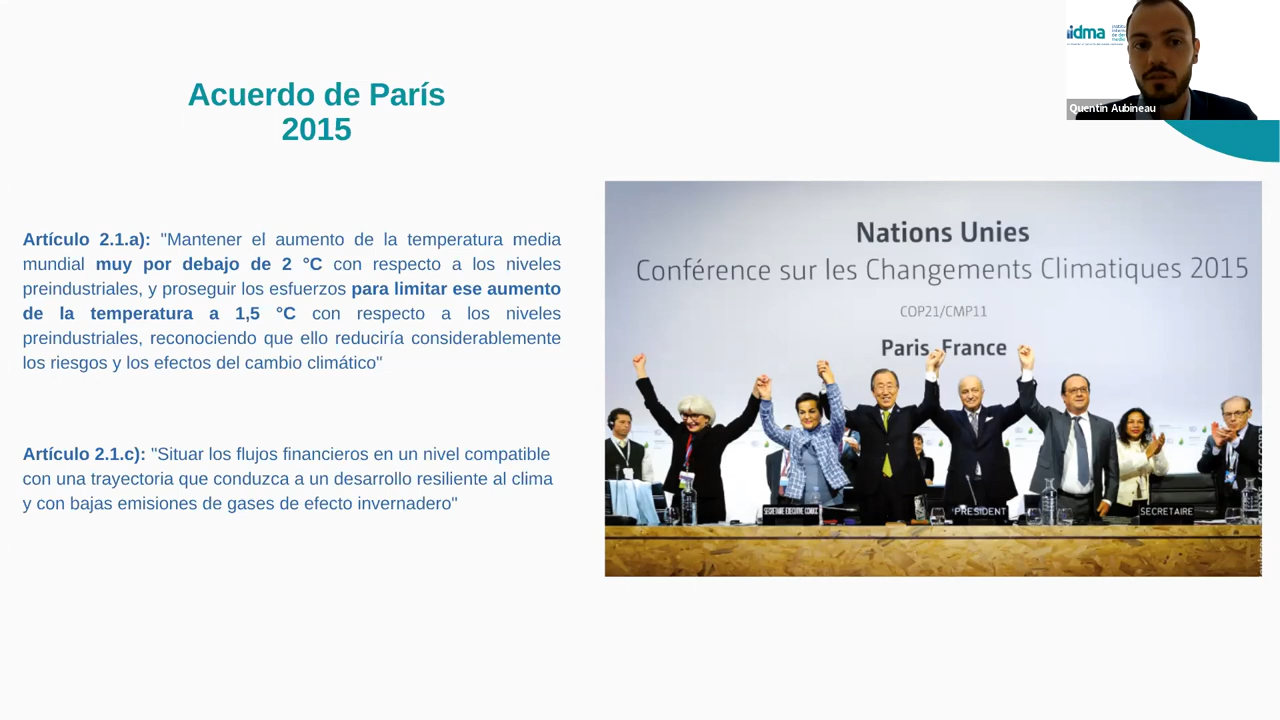 Acuerdo de París
2015
Artículo 2.1.a): "Mantener el aumento de la temperatura media
mundial muy por debajo de 2 °C con respecto a los niveles
preindustriales, y proseguir los esfuerzos para limitar ese aumento
de la temperatura a 1,5 °C con respecto a los niveles
preindustriales, reconociendo que ello reduciría considerablemente
los riesgos y los efectos del cambio climático"
Artículo 2.1.c): "Situar los flujos financieros en un nivel compatible
con una trayectoria que conduzca a un desarrollo resiliente al clima
y con bajas emisiones de gases de efecto invernadero"
idma
Quentin Aubineau
Nations Unies
Conférence sur les Changements Climatiques 2015
COP21/CMP11
Paris France
SECRETAIRE EXECUTIVE
PRESIDENT
SECRETAIRE